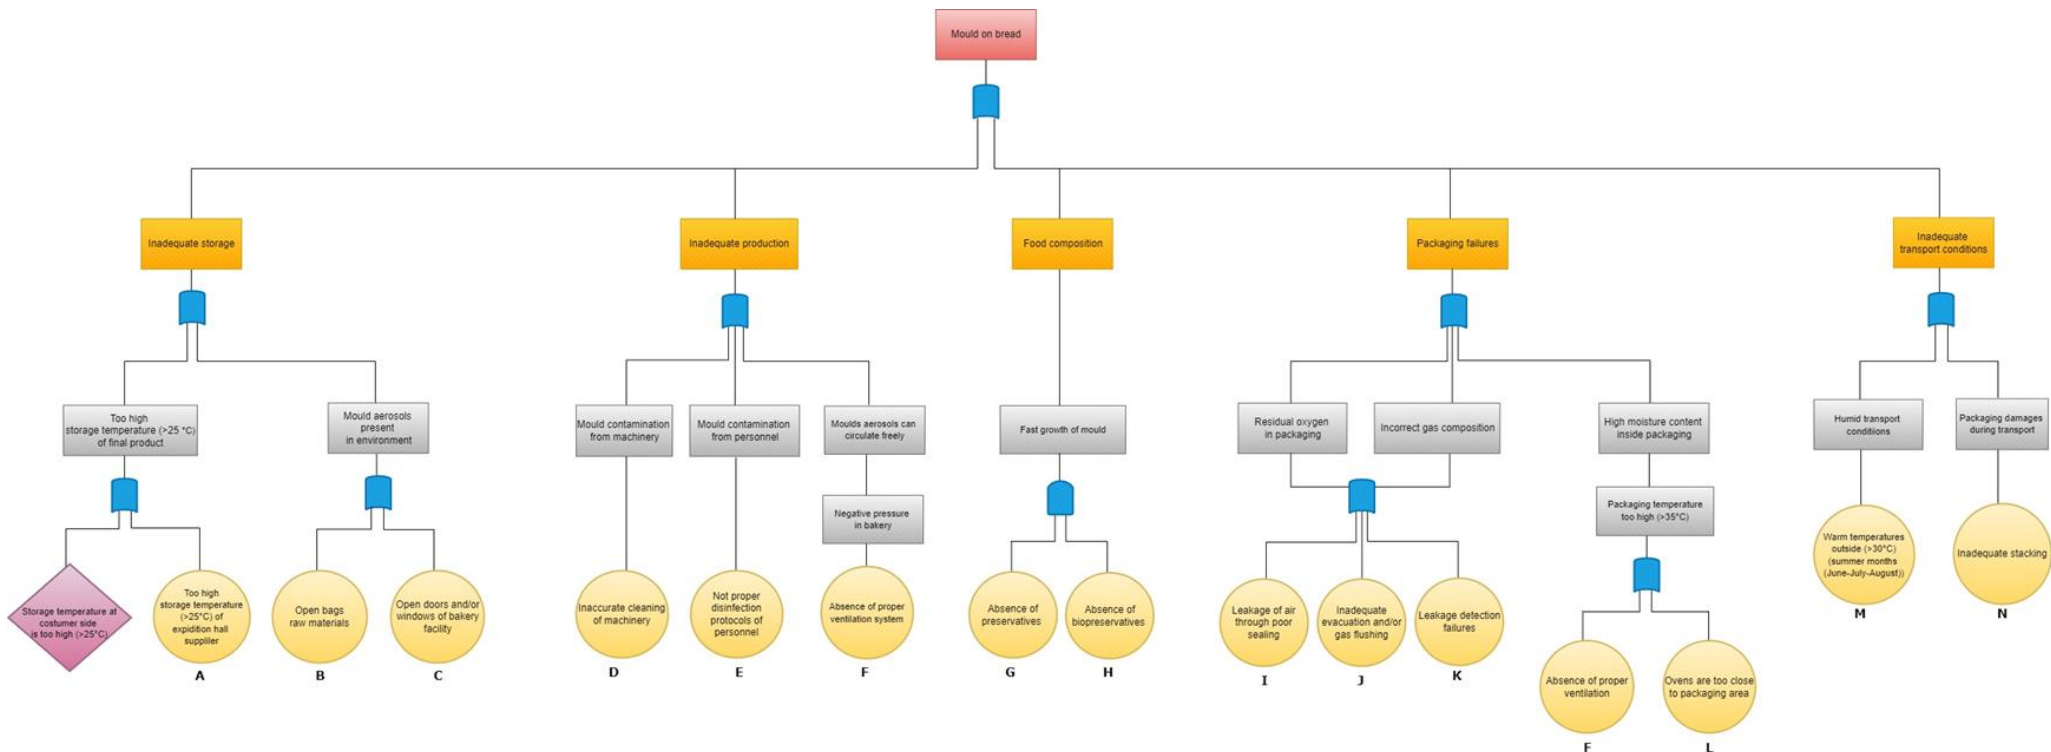 Mould on bread
Inadequate storage
Inadequate production
Food composition
Packaging failures
Inadequate
transport conditions
Too high
storage temperature (>25 °C)
of final product
Mould aerosols
present
in environment
Mould contamination
from machinery
Mould contamination
from personnel
Moulds aerosols can
circulate freely
Fast growth of mould
Residual oxygen
in packaging
Incorrect gas composition
High moisture content
inside packaging
Humid transport
conditiions
Packaging damages
during transport
Negative pressure
in bakery
Packaging temperature
too high (>35°C)
Storage temperature at
costumer side
is too high (>25°C)
Too high
storage temperature
(>25°C) of
expidition hall
suppliler
Open bags
raw materials
Open doors and/or
windows of bakery
facility
Inaccurate cleaning
of machinery
Not proper
disinfection
protocols of
personnel
Absence of proper
ventilation system
Absence of
preservatives
Absence of
biopreservatives
Leakage of air
through poor
sealing
Inadequate
evacuation and/or
gas flushing
Leakage detection
failures
Warm temperatures
outside (>30°C)
(summer months
(June-July-August))
Inadequate stacking
A
B
C
D
E
F
G
H
I
J
K
M
N
Absence of proper
ventilation
Ovens are too close
to packaging area
F
L